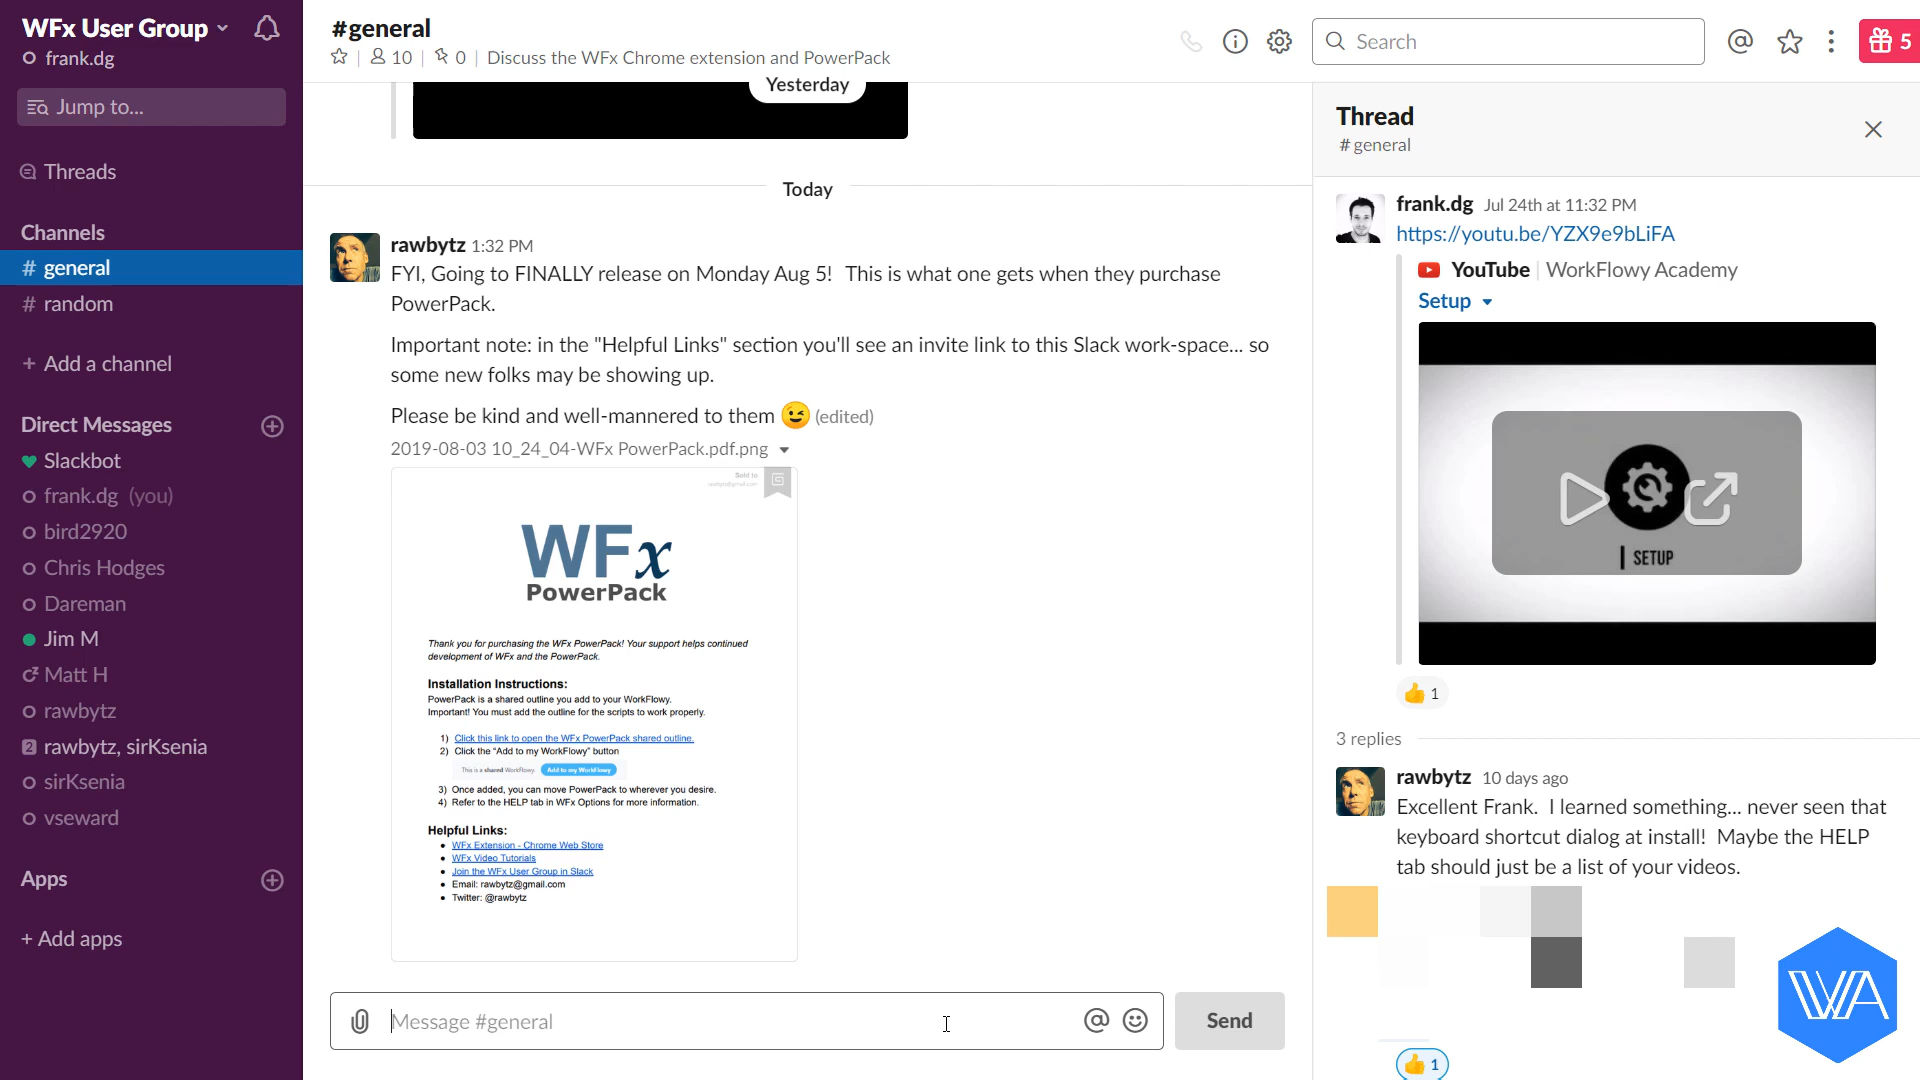 WFx User Group
frank.dg
Jump to...
Threads
Channels
# general
# random
+ Add a channel
Direct Messages
Slackbot
frank.dg (you)
bird2920
Chris Hodges
Dareman
Jim M
Matt H
rawbytz
2 rawbytz, sirKsenia
sirKsenia
vseward
Apps
+ Add apps
#general
10 | 0 | Discuss the WFx Chrome extension and PowerPack
Search
5
Yesterday
Today
rawbytz 1:32 PM
FYI, Going to FINALLY release on Monday Aug 5! This is what one gets when they purchase
PowerPack.
Important note: in the "Helpful Links" section you'll see an invite link to this Slack work-space... so
some new folks may be showing up.
Please be kind and well-mannered to them 😉 (edited)
2019-08-03 10_24_04-WFx PowerPack.pdf.png
Sold to
rawbytz@gmail.com
WFx
PowerPack
Thank you for purchasing the WFx PowerPack! Your support helps continued
development of WFx and the PowerPack.
Installation Instructions:
PowerPack is a shared outline you add to your WorkFlowy.
Important! You must add the outline for the scripts to work properly.
1) Click this link to open the WFx PowerPack shared outline.
2) Click the "Add to my WorkFlowy" button
This is a shared WorkFlowy. Add to my WorkFlowy
3) Once added, you can move PowerPack to wherever you desire.
4) Refer to the HELP tab in WFx Options for more information.
Helpful Links:
• WFx Extension - Chrome Web Store
• WFx Video Tutorials
• Join the WFx User Group in Slack
• Email: rawbytz@gmail.com
• Twitter: @rawbytz
Message #general
Send
Thread
# general
frank.dg Jul 24th at 11:32 PM
https://youtu.be/YZX9e9bLiFA
YouTube | WorkFlowy Academy
Setup
SETUP
👍 1
3 replies
rawbytz 10 days ago
Excellent Frank. I learned something... never seen that
keyboard shortcut dialog at install! Maybe the HELP
tab should just be a list of your videos.
WA
👍 1